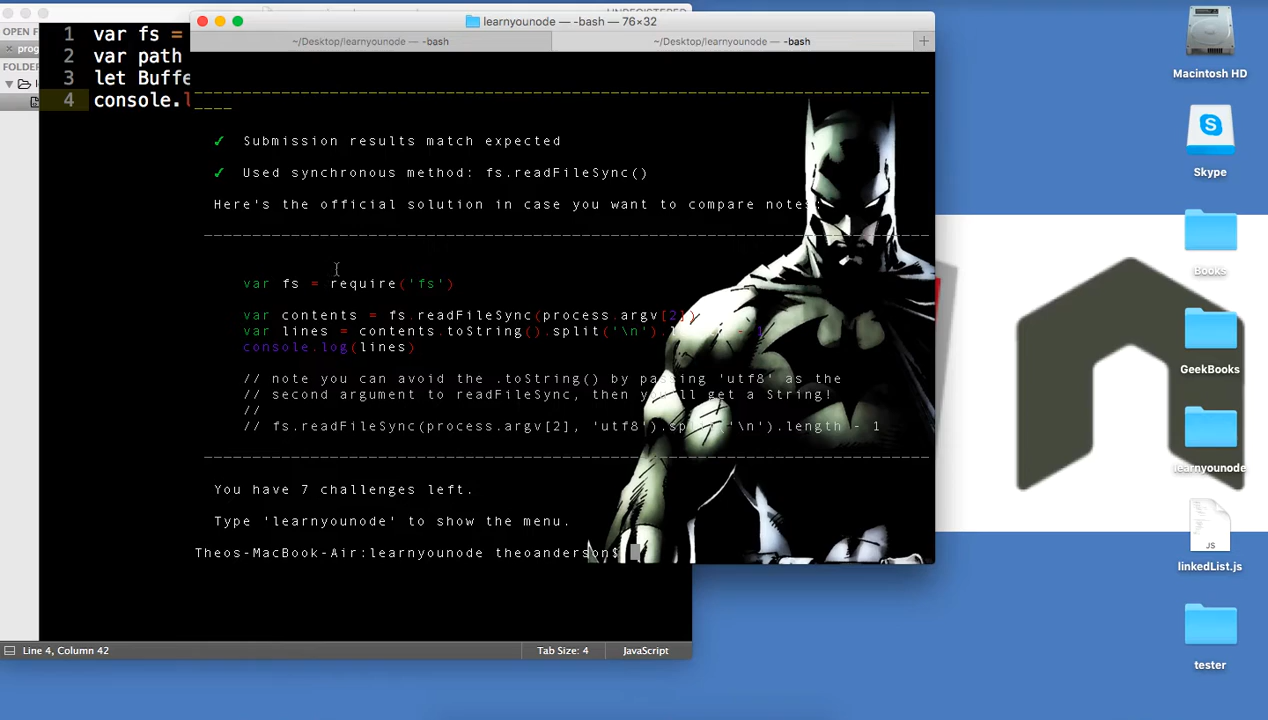 UNREGISTERED
learnyounode — -bash — 76×32
~/Desktop/learnyounode — -bash
~/Desktop/learnyounode — -bash
+
OPEN F
prog
FOLDER
1 var fs =
2 var path
3 let Buffe
4 console.l
✓ Submission results match expected
✓ Used synchronous method: fs.readFileSync()
Here's the official solution in case you want to compare notes:
var fs = require('fs')
var contents = fs.readFileSync(process.argv[2])
var lines = contents.toString().split('\n').length - 1
console.log(lines)
// note you can avoid the .toString() by passing 'utf8' as the
// second argument to readFileSync, then you'll get a String!
//
// fs.readFileSync(process.argv[2], 'utf8').split('\n').length - 1
You have 7 challenges left.
Type 'learnyounode' to show the menu.
Theos-MacBook-Air:learnyounode theoanderson$
Line 4, Column 42
Tab Size: 4
JavaScript
Macintosh HD
Skype
Books
GeekBooks
learnyounode
JS
linkedList.js
tester